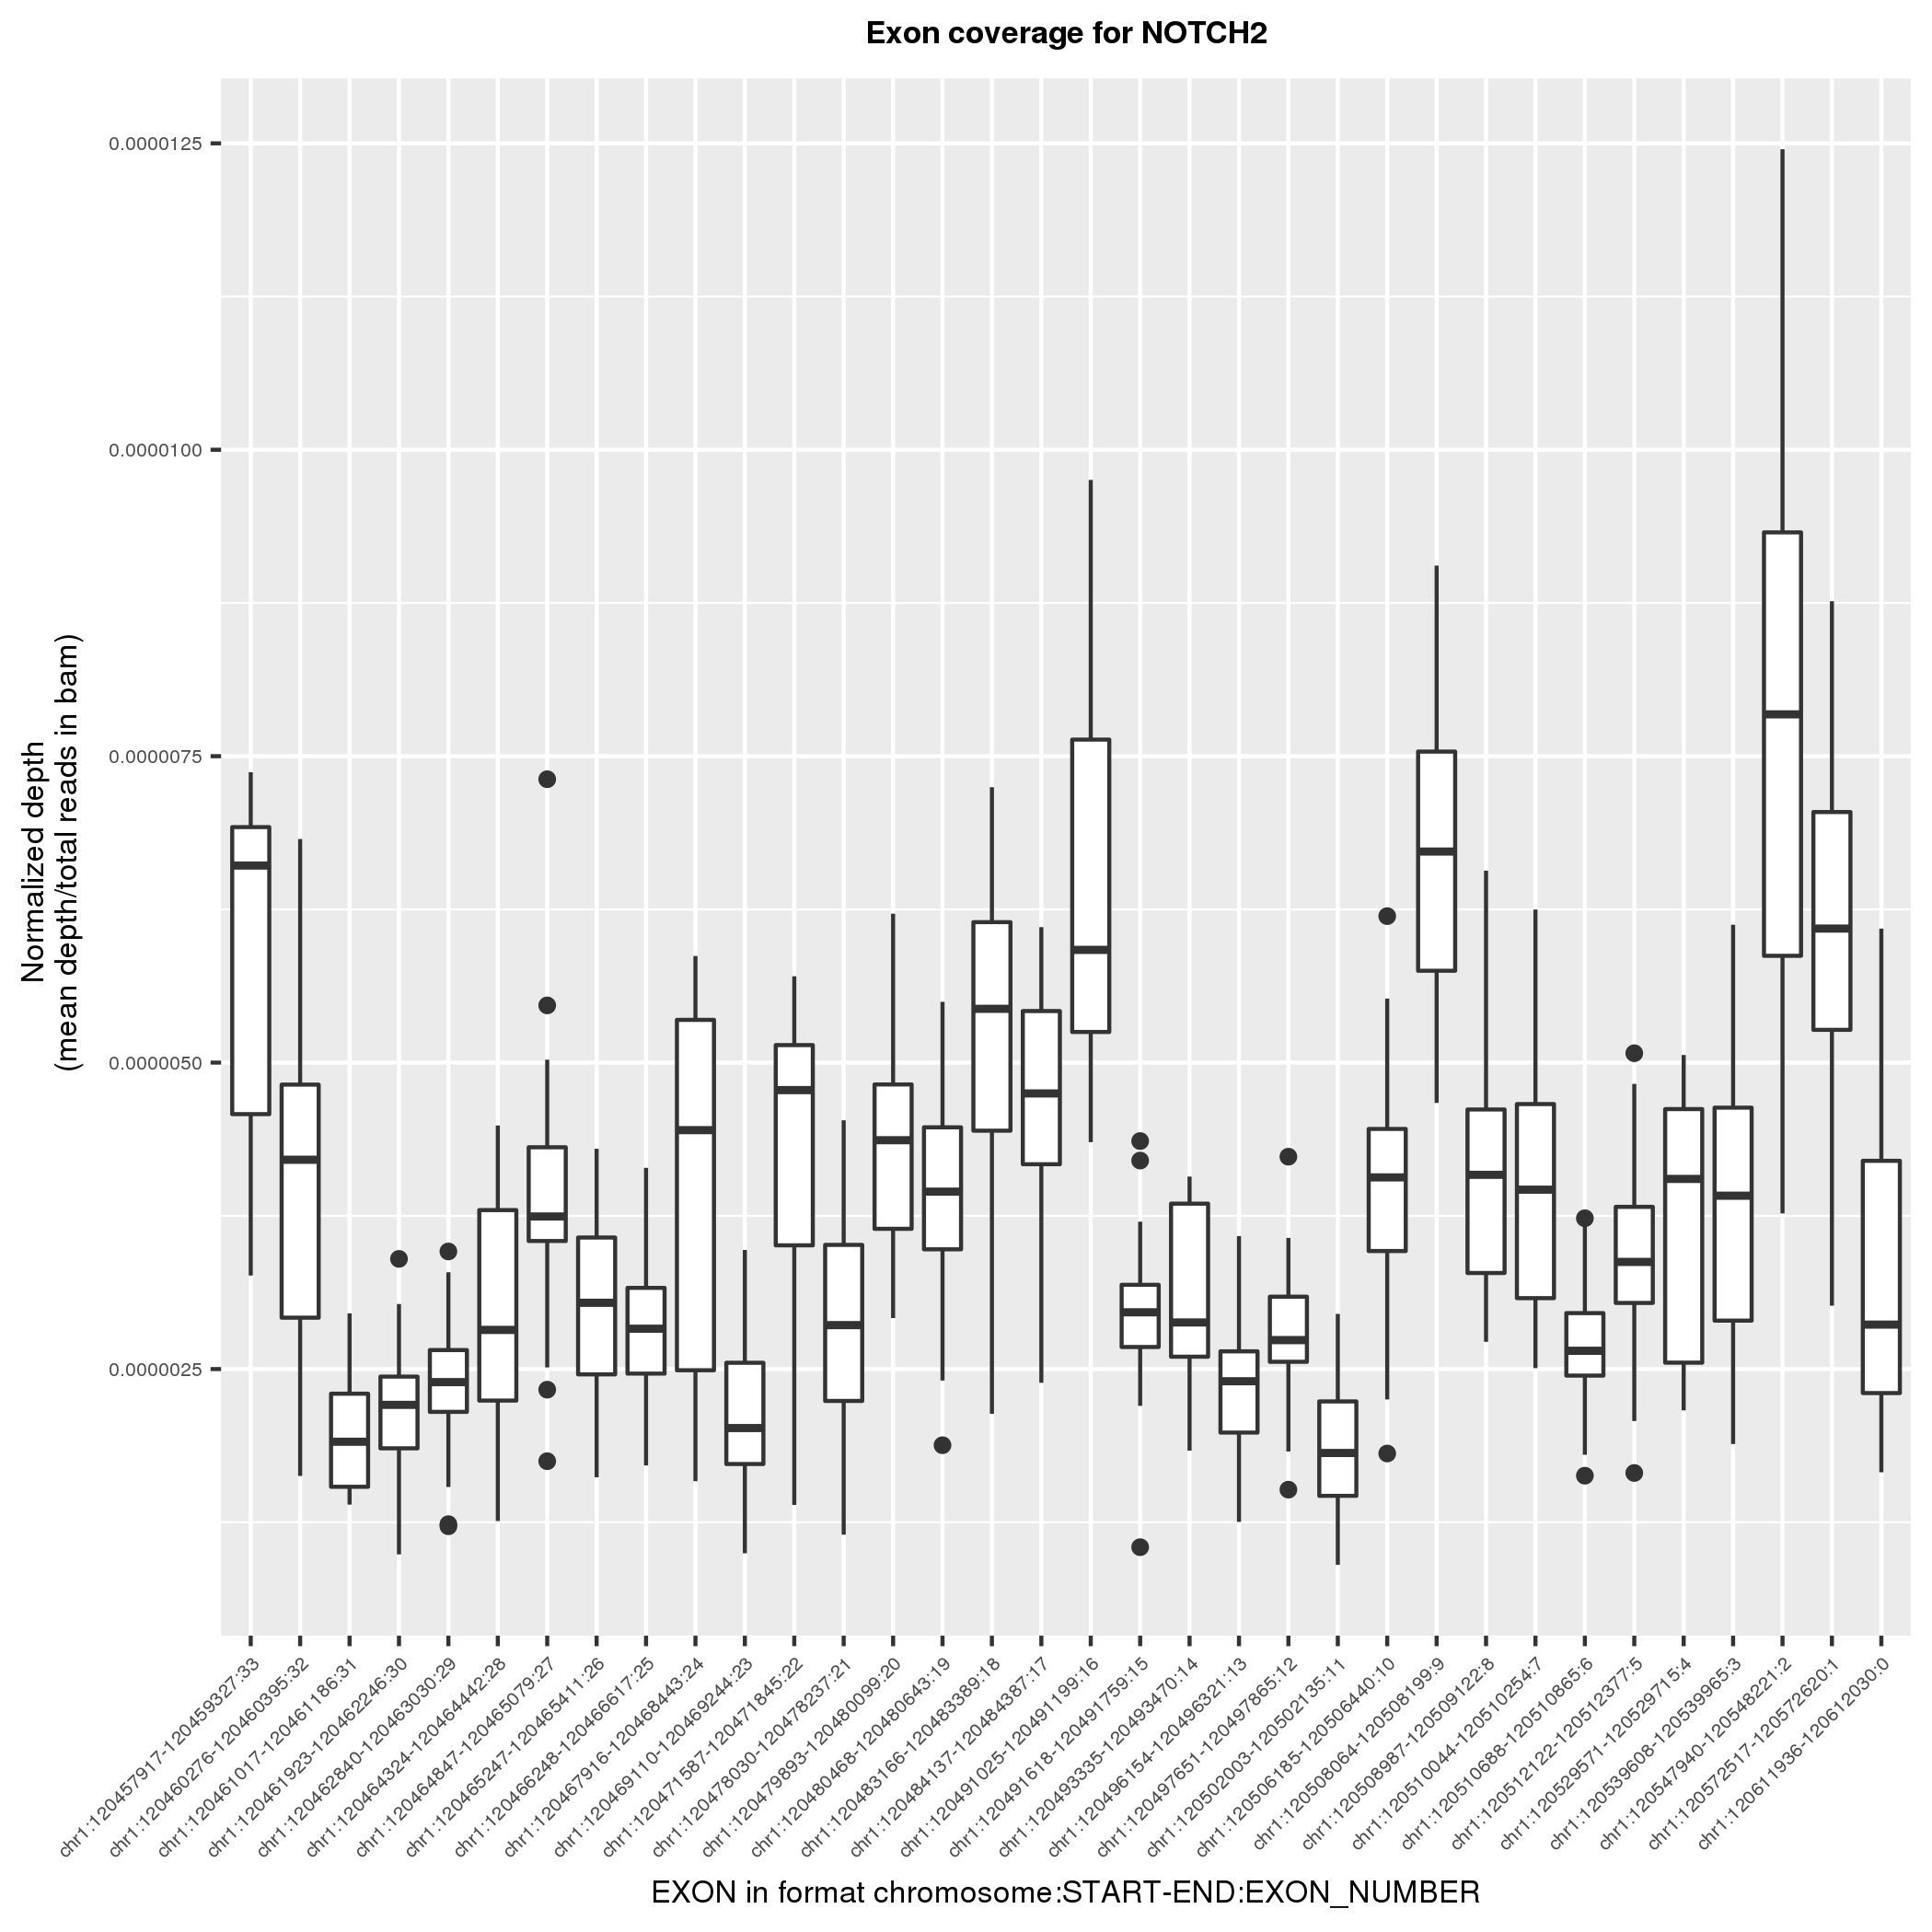 Exon coverage for NOTCH2
0.0000125
0.0000100
0.0000075
0.0000050
0.0000025
Normalized depth
(mean depth/total reads in bam)
chr1:120457917-120459327:33
chr1:120460276-120460395:32
chr1:120461017-120461186:31
chr1:120461923-120462246:30
chr1:120462840-120463030:29
chr1:120464324-120464442:28
chr1:120464847-120465079:27
chr1:120465247-120465411:26
chr1:120466248-120466617:25
chr1:120467916-120468443:24
chr1:120469110-120469244:23
chr1:120471587-120471845:22
chr1:120478030-120478237:21
chr1:120479893-120480099:20
chr1:120480468-120480643:19
chr1:120483166-120483389:18
chr1:120484137-120484387:17
chr1:120491025-120491199:16
chr1:120491618-120491759:15
chr1:120493335-120493470:14
chr1:120496154-120496321:13
chr1:120497651-120497865:12
chr1:120502003-120502135:11
chr1:120506185-120506440:10
chr1:120508064-120508199:9
chr1:120508987-120509122:8
chr1:120510044-120510254:7
chr1:120510688-120510865:6
chr1:120512122-120512377:5
chr1:120529571-120529715:4
chr1:120539608-120539965:3
chr1:120547940-120548221:2
chr1:120572517-120572620:1
chr1:120611936-120612030:0
EXON in format chromosome:START-END:EXON_NUMBER